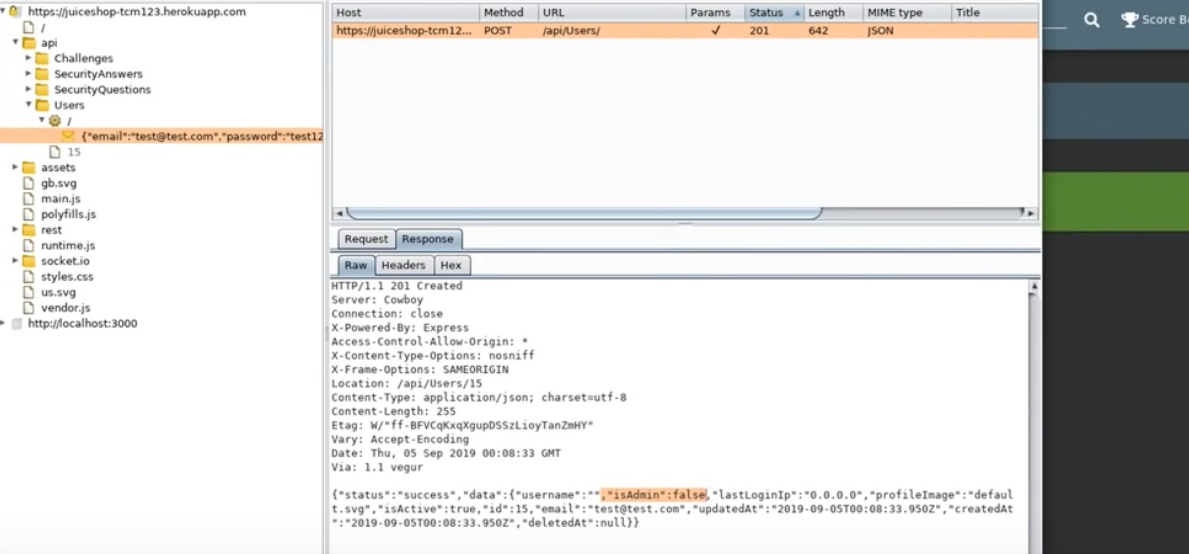 https://juiceshop-tcm123.herokuapp.com
/
api
Challenges
SecurityAnswers
SecurityQuestions
Users
/
{"email":"test@test.com","password":"test12
15
assets
gb.svg
main.js
polyfills.js
rest
runtime.js
socket.io
styles.css
us.svg
vendor.js
http://localhost:3000
Host Method URL Params Status Length MIME type Title
https://juiceshop-tcm12... POST /api/Users/ ✓ 201 642 JSON
Request Response
Raw Headers Hex
HTTP/1.1 201 Created
Server: Cowboy
Connection: close
X-Powered-By: Express
Access-Control-Allow-Origin: *
X-Content-Type-Options: nosniff
X-Frame-Options: SAMEORIGIN
Location: /api/Users/15
Content-Type: application/json; charset=utf-8
Content-Length: 255
Etag: W/"ff-BFVCqKxqXgupDSSzLioyTanZmHY"
Vary: Accept-Encoding
Date: Thu, 05 Sep 2019 00:08:33 GMT
Via: 1.1 vegur
{"status":"success","data":{"username":"","isAdmin":false,"lastLoginIp":"0.0.0.0","profileImage":"defaul
t.svg","isActive":true,"id":15,"email":"test@test.com","updatedAt":"2019-09-05T00:08:33.950Z","createdAt
":"2019-09-05T00:08:33.950Z","deletedAt":null}}
Score B